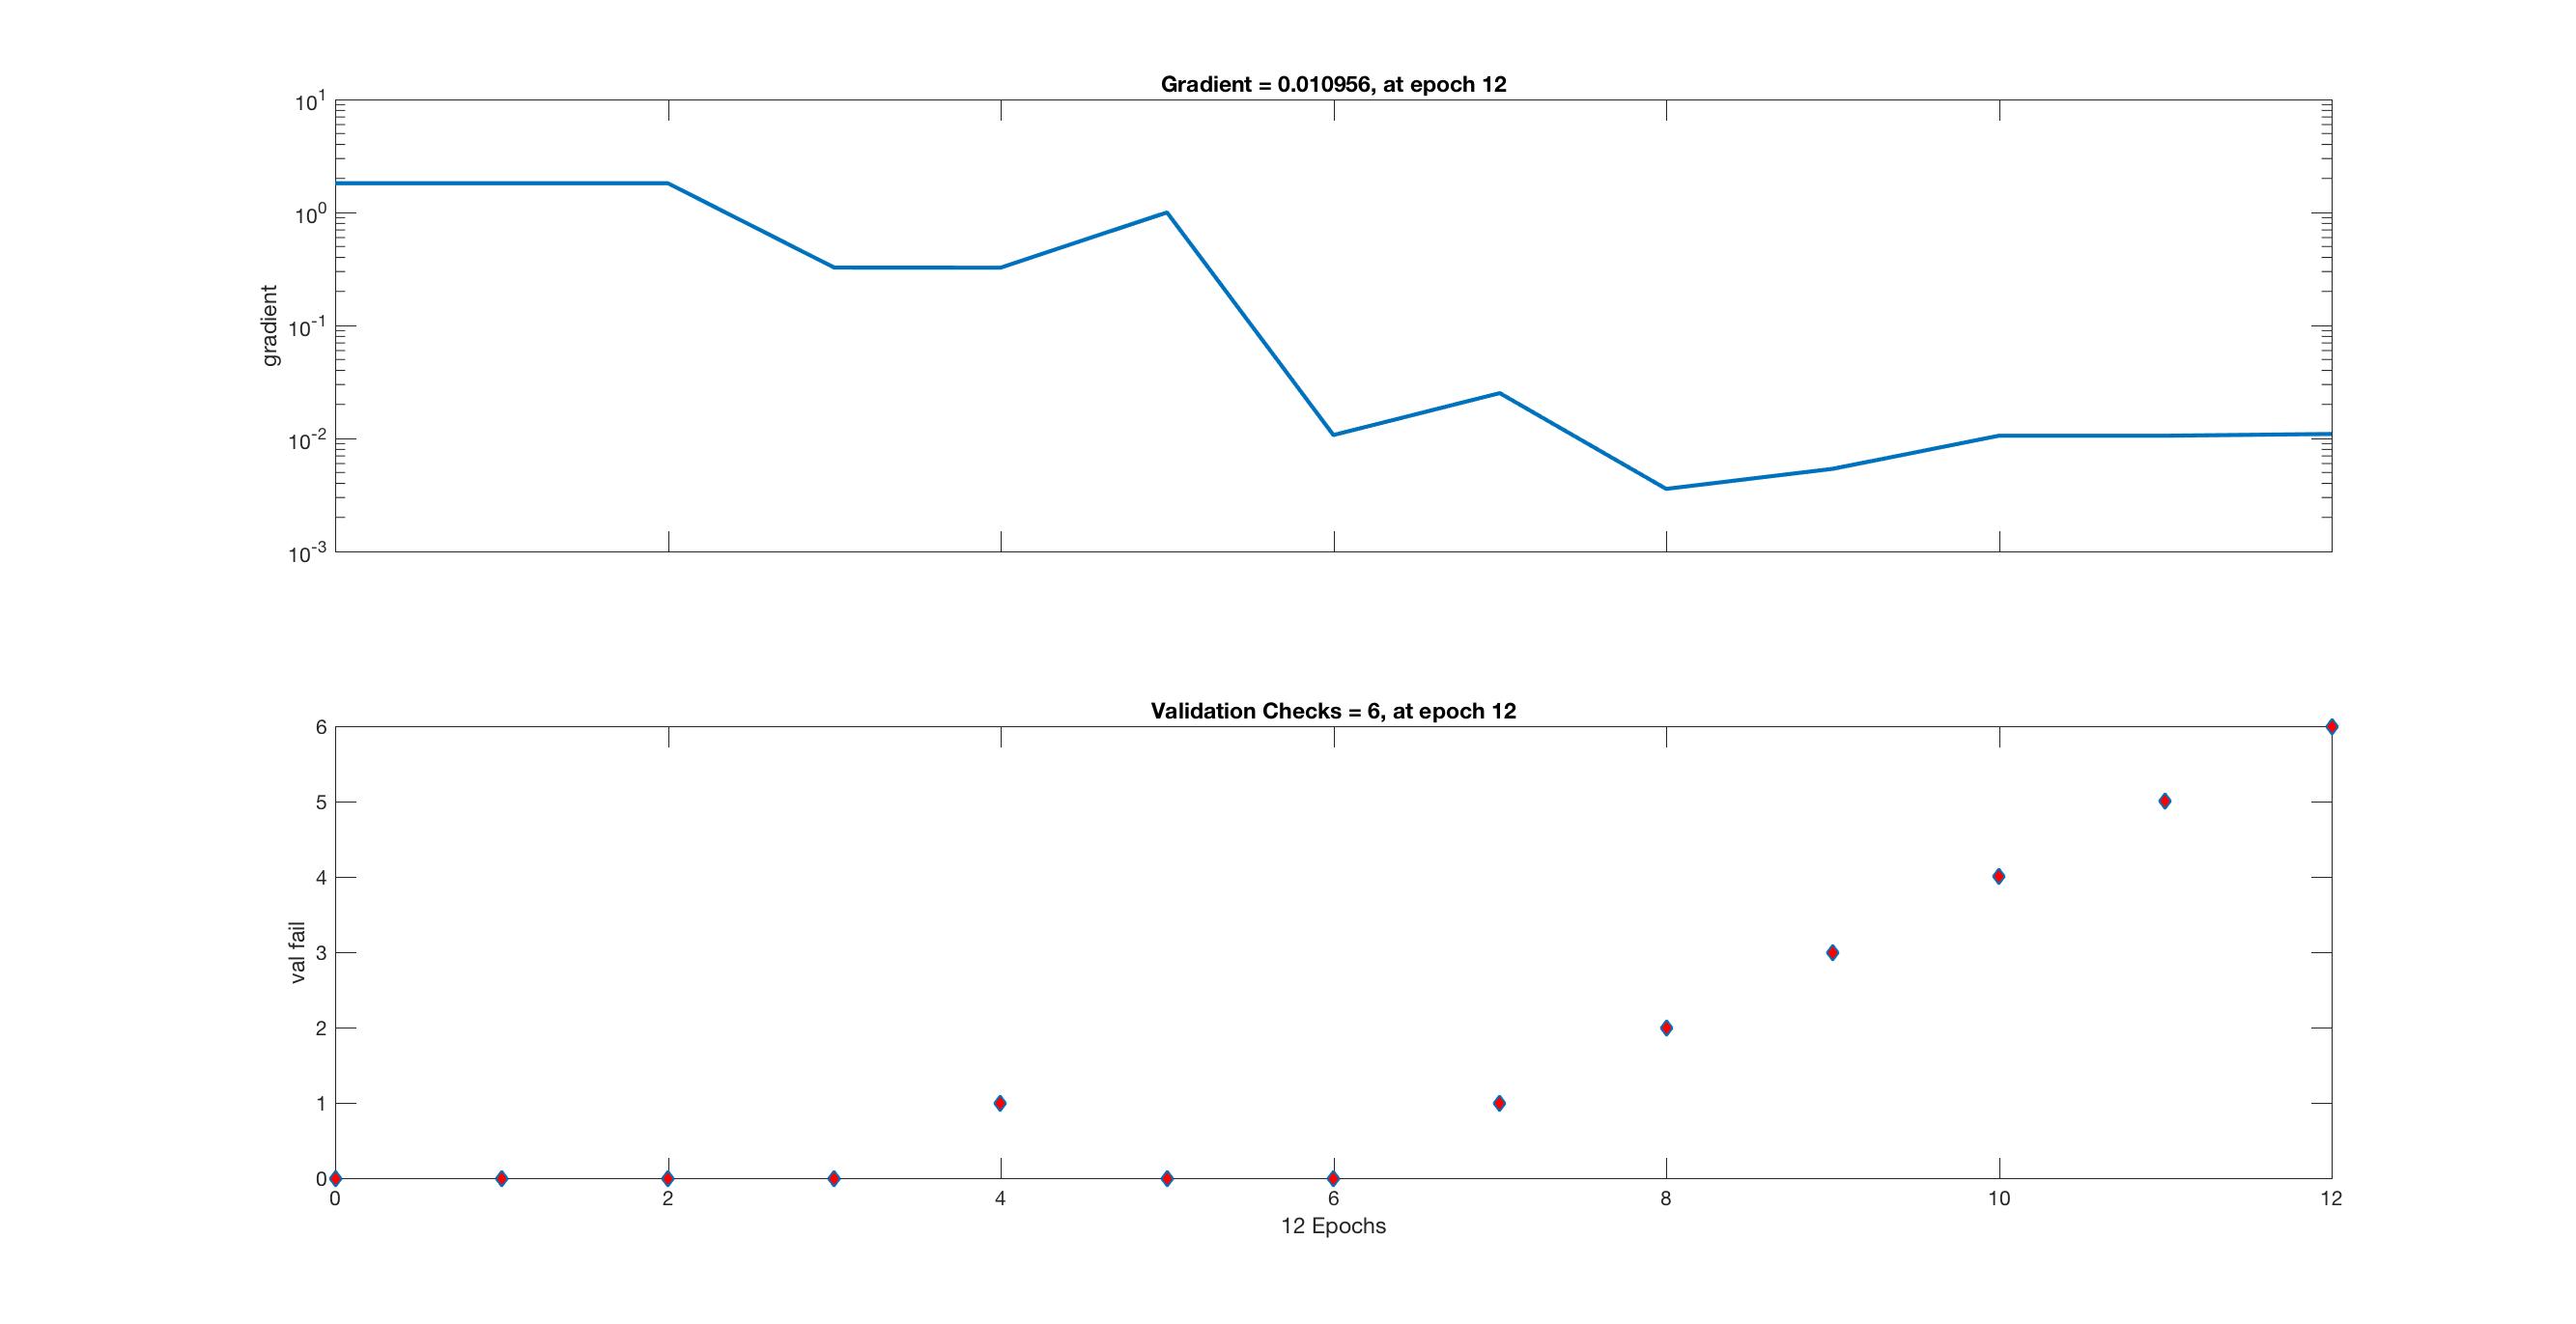 Gradient = 0.010956, at epoch 12
10^1
10^0
10^-1
10^-2
10^-3
gradient
Validation Checks = 6, at epoch 12
6
5
4
3
2
1
0
val fail
0 2 4 6 8 10 12
12 Epochs